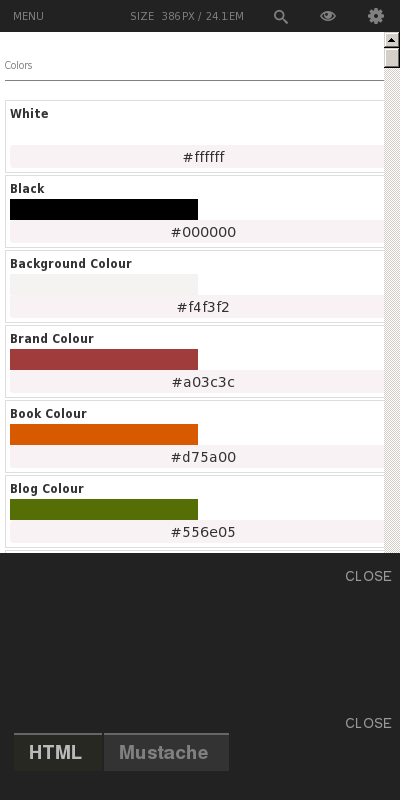 MENU SIZE 386PX / 24.1EM
Colors
White
#ffffff
Black
#000000
Background Colour
#f4f3f2
Brand Colour
#a03c3c
Book Colour
#d75a00
Blog Colour
#556e05
CLOSE
CLOSE
HTML Mustache